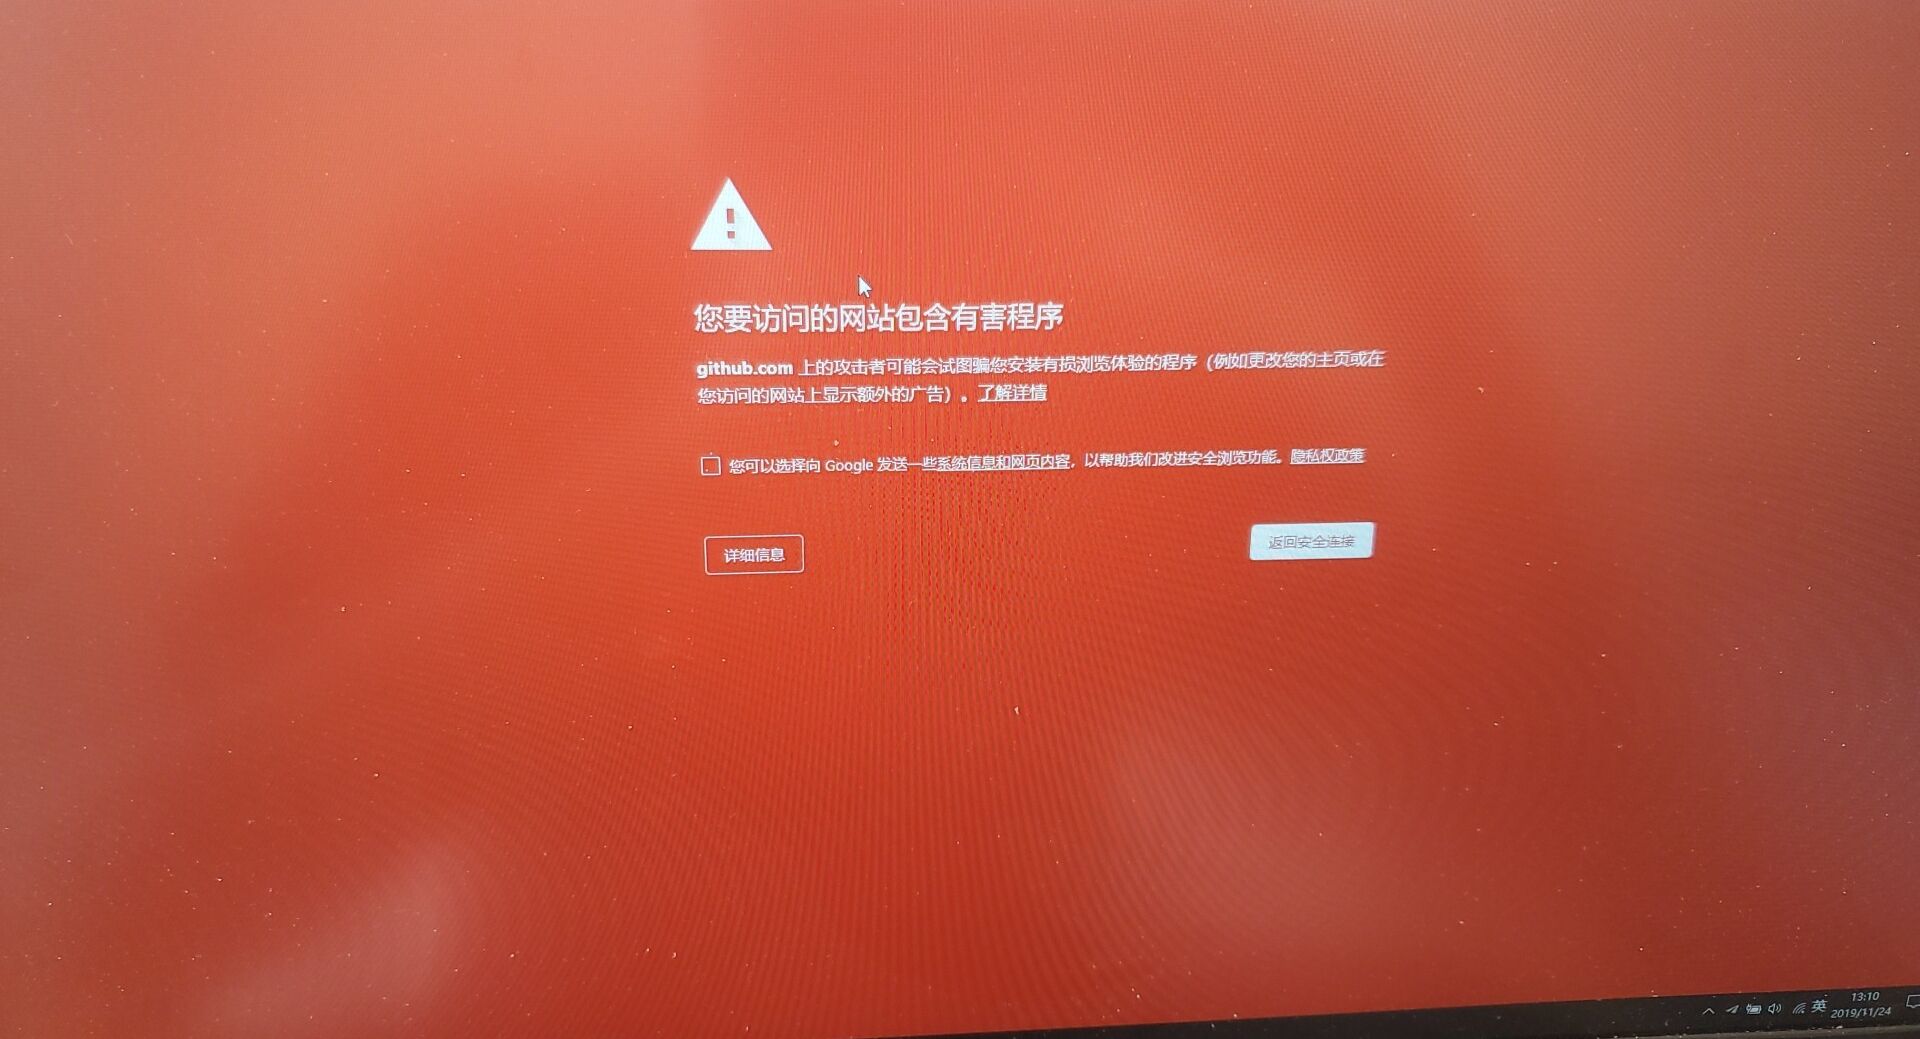 您要访问的网站包含有害程序
github.com 上的攻击者可能会试图骗您安装有损浏览体验的程序（例如更改您的主页或在
您访问的网站上显示额外的广告）。了解详情
您可以选择向 Google 发送一些系统信息和网页内容，以帮助我们改进安全浏览功能。隐私权政策
详细信息
返回安全连接
英
13:10
2019/11/24